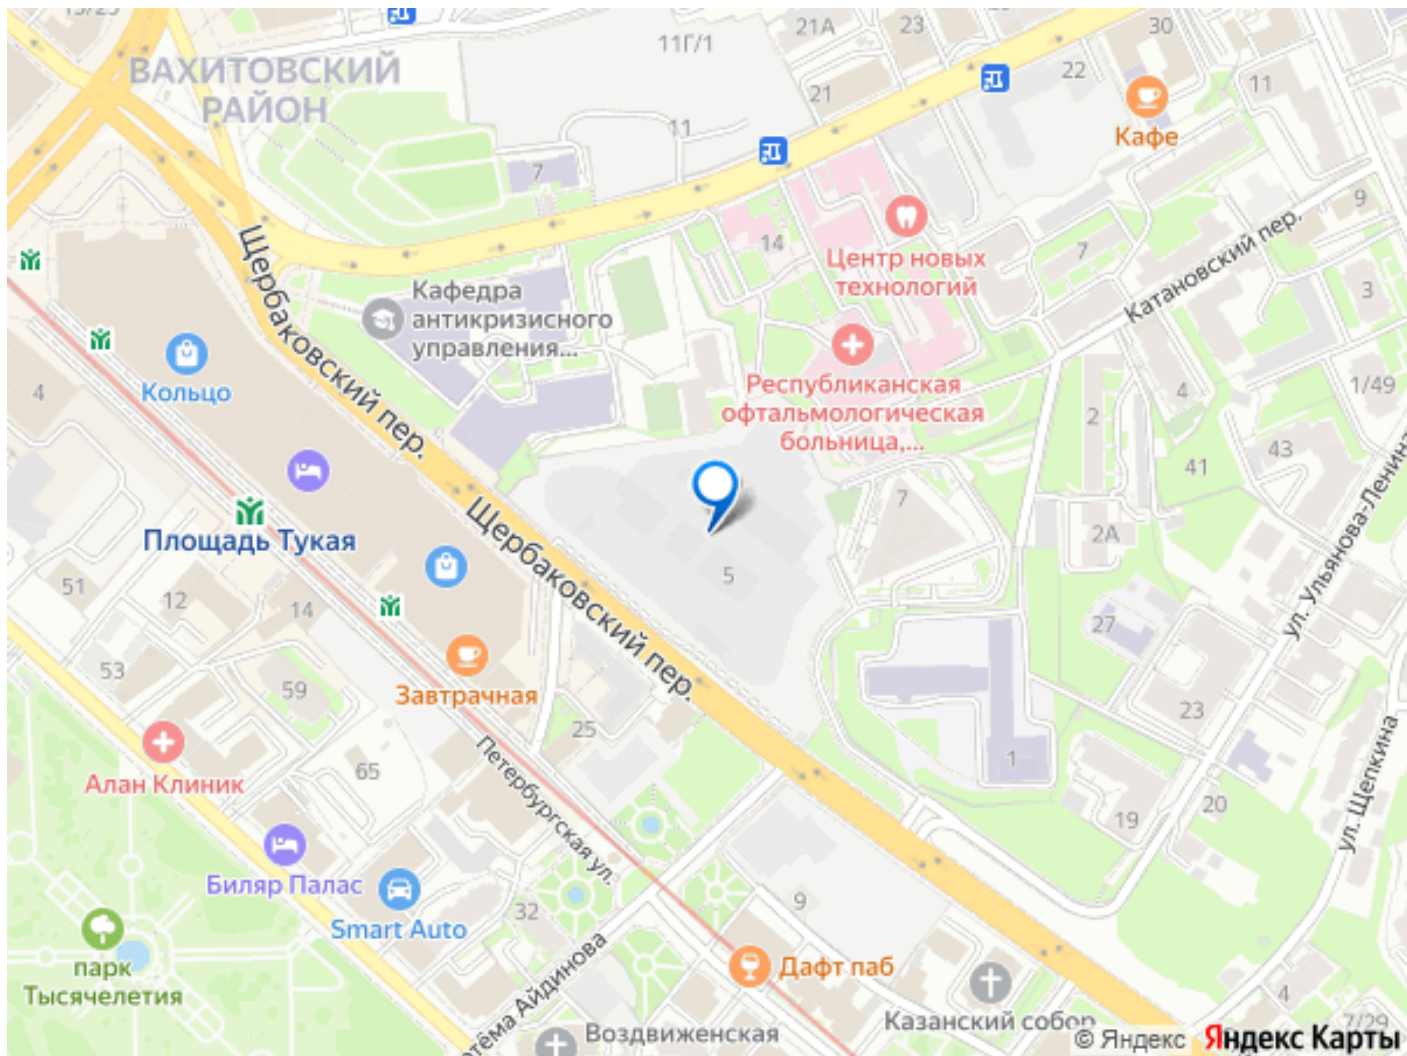 21А
23
30
11Г/1
22
11
ВАХИТОВСКИЙ
РАЙОН
21
Кафе
11
7
9
14
7
Центр новых
технологий
Катановский пер.
3
Кафедра
антикризисного
управления...
Щербаковский пер.
Кольцо
4
Республиканская
офтальмологическая
больница,...
2
4
1/49
43
41
7
2А
ул. Ульянова-Ленина
Щербаковский пер.
Площадь Тукая
5
51
12
14
27
53
59
Завтрачная
25
23
1
Алан Клиник
65
Петербургская ул.
20
19
ул. Щепкина
Биляр Палас
Smart Auto
32
9
парк
Тысячелетия
Дафт паб
тёма Айдинова
Казанский собор
4
7/29
Воздвиженская
© Яндекс Яндекс Карты